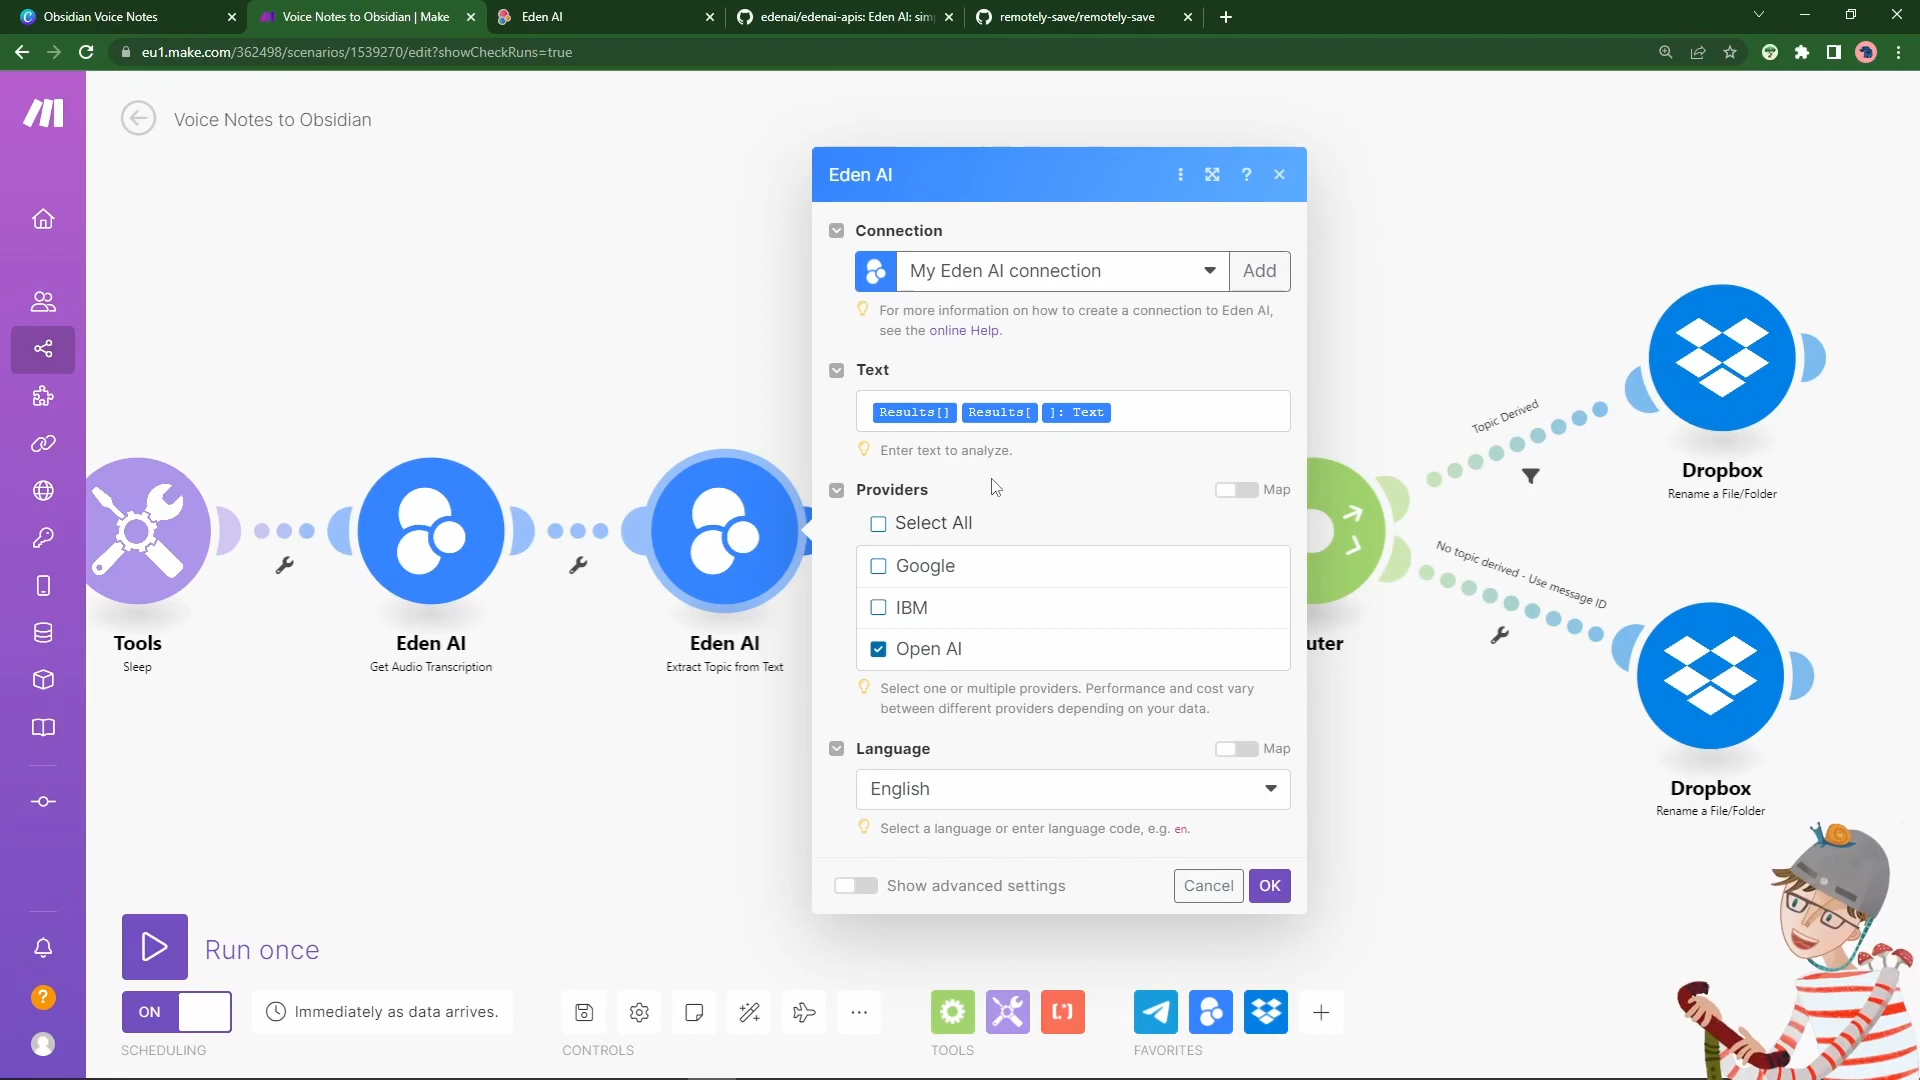 Obsidian Voice Notes
Voice Notes to Obsidian | Make
Eden AI
edenai/edenai-apis: Eden AI: sim
remotely-save/remotely-save
eu1.make.com/362498/scenarios/1539270/edit?showCheckRuns=true
Voice Notes to Obsidian
Eden AI
Connection
My Eden AI connection
Add
For more information on how to create a connection to Eden AI,
see the online Help.
Text
Results[] Results[ ]: Text
Enter text to analyze.
Providers
Map
Select All
Google
IBM
Open AI
Select one or multiple providers. Performance and cost vary
between different providers depending on your data.
Language
Map
English
Select a language or enter language code, e.g. en.
Show advanced settings
Cancel
OK
Tools
Sleep
Eden AI
Get Audio Transcription
Eden AI
Extract Topic from Text
uter
Topic Derived
No topic derived - Use message ID
Dropbox
Rename a File/Folder
Dropbox
Rename a File/Folder
Run once
ON
Immediately as data arrives.
SCHEDULING
CONTROLS
TOOLS
FAVORITES